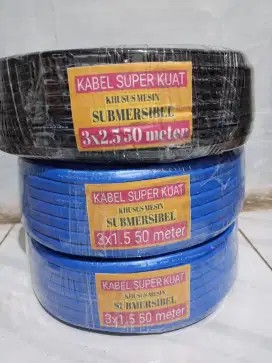 KABEL SUPER KUAT
KHUSUS MESIN
SUBMERSIBEL
3x2.5 50 meter
KABEL SUPER KUAT
KHUSUS MESIN
SUBMERSIBEL
3x1.5 50 meter
KABEL SUPER KUAT
KHUSUS MESIN
SUBMERSIBEL
3x1.5 50 meter